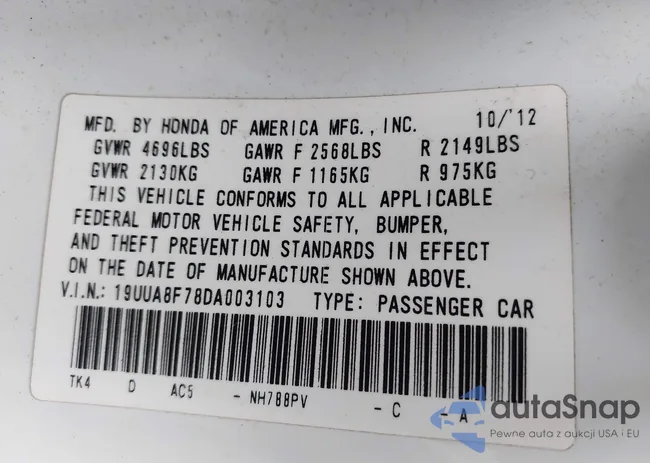 MFD. BY HONDA OF AMERICA MFG., INC. 10/'12
GVWR 4696LBS GAWR F 2568LBS R 2149LBS
GVWR 2130KG GAWR F 1165KG R 975KG
THIS VEHICLE CONFORMS TO ALL APPLICABLE
FEDERAL MOTOR VEHICLE SAFETY, BUMPER,
AND THEFT PREVENTION STANDARDS IN EFFECT
ON THE DATE OF MANUFACTURE SHOWN ABOVE.
V.I.N.: 19UUA8F78DA003103 TYPE: PASSENGER CAR
TK4 D AC5 - NH788PV - C - A
autaSnap
Pewne auta z aukcji USA i EU